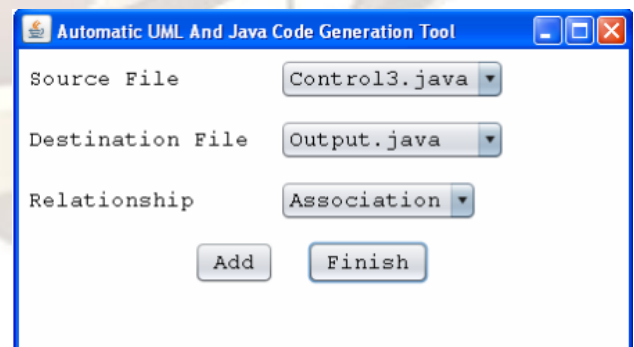 Automatic UML And Java Code Generation Tool
Source File Control3.java
Destination File Output.java
Relationship Association
Add Finish